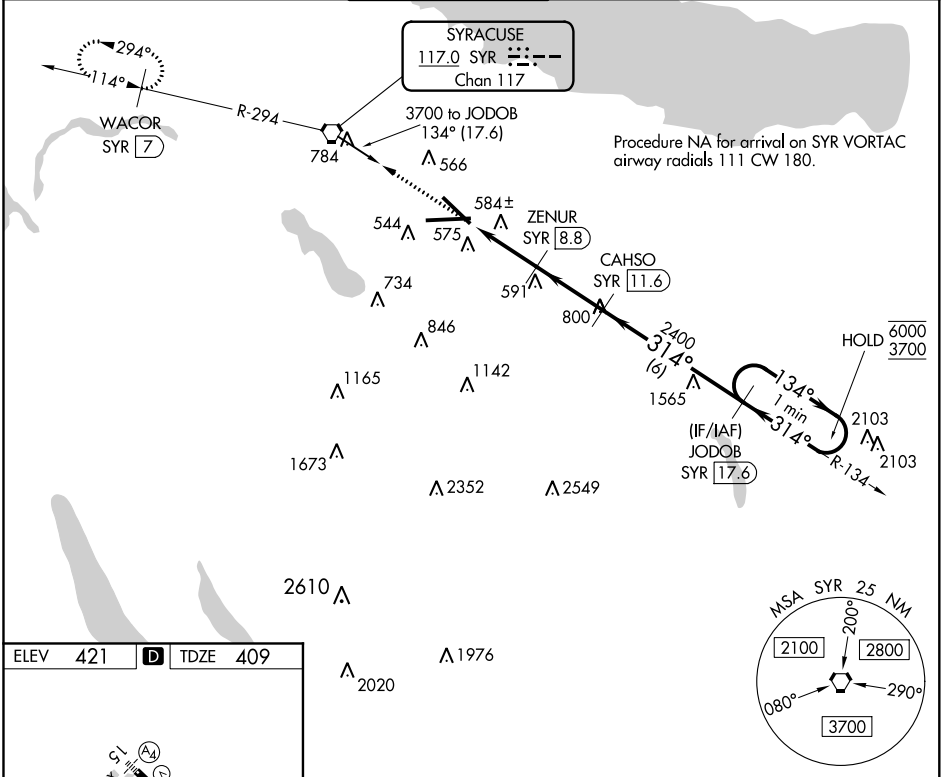 294°
114°
WACOR
SYR 7
R-294
SYRACUSE
117.0 SYR
Chan 117
3700 to JODOB
134° (17.6)
Procedure NA for arrival on SYR VORTAC
airway radials 111 CW 180.
784
566
584±
544
575
ZENUR
SYR 8.8
CAHSO
SYR 11.6
591
800
734
846
1165
1142
2400
314°
(6)
1565
HOLD 6000
3700
134°
1 min
314°
(IF/IAF)
JODOB
SYR 17.6
R-134
2103
2103
1673
2352
2549
2610
1976
2020
MSA SYR 25 NM
200°
2100
2800
080°
290°
3700
ELEV 421 D TDZE 409
15
A4